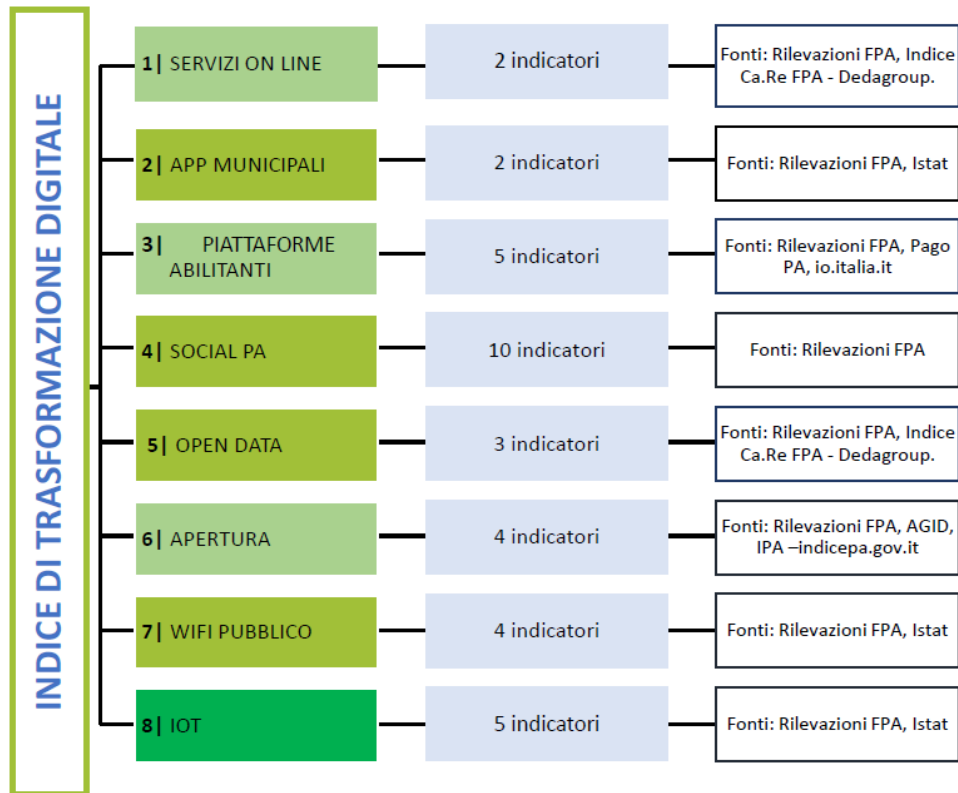 INDICE DI TRASFORMAZIONE DIGITALE
1| SERVIZI ON LINE
2 indicatori
Fonti: Rilevazioni FPA, Indice
Ca.Re FPA - Dedagroup.
2| APP MUNICIPALI
2 indicatori
Fonti: Rilevazioni FPA, Istat
3| PIATTAFORME
ABILITANTI
5 indicatori
Fonti: Rilevazioni FPA, Pago
PA, io.italia.it
4| SOCIAL PA
10 indicatori
Fonti: Rilevazioni FPA
5| OPEN DATA
3 indicatori
Fonti: Rilevazioni FPA, Indice
Ca.Re FPA - Dedagroup.
6| APERTURA
4 indicatori
Fonti: Rilevazioni FPA, AGID,
IPA –indicepa.gov.it
7| WIFI PUBBLICO
4 indicatori
Fonti: Rilevazioni FPA, Istat
8| IOT
5 indicatori
Fonti: Rilevazioni FPA, Istat